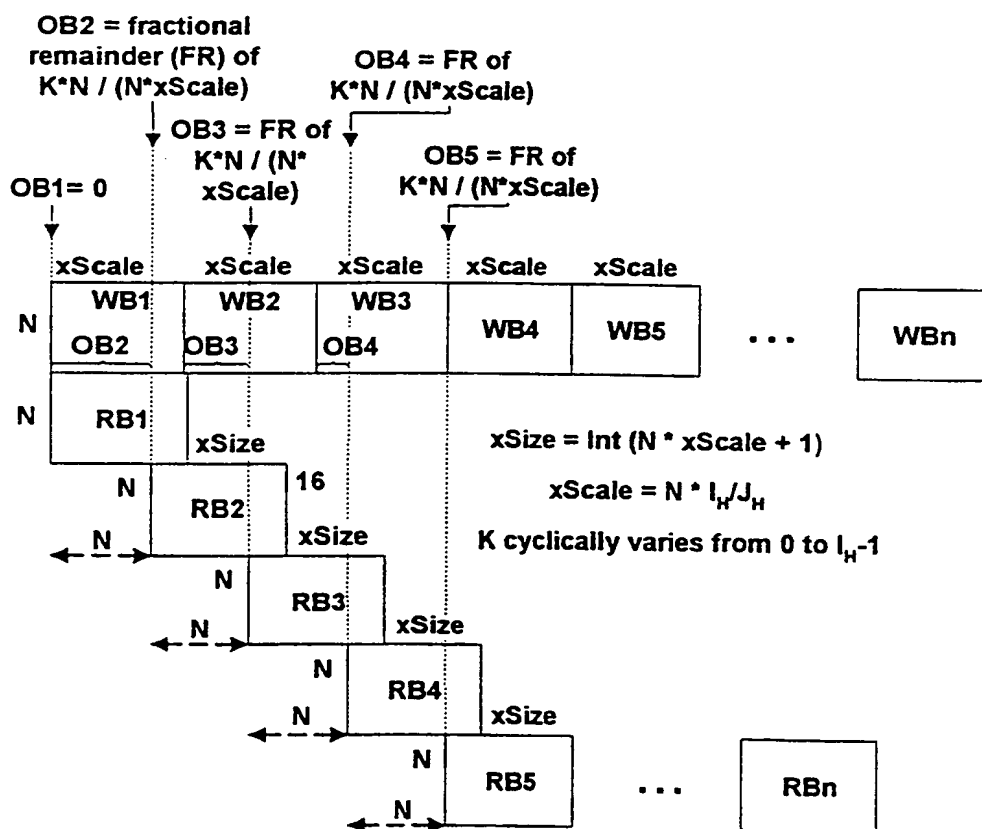 OB2 = fractional
remainder (FR) of
K*N / (N*xScale)
OB4 = FR of
K*N / (N*xScale)
OB3 = FR of
K*N / (N*
xScale)
OB5 = FR of
K*N / (N*xScale)
OB1= 0
xScale xScale xScale xScale xScale
N WB1 WB2 WB3 WB4 WB5 ... WBn
OB2 OB3 OB4
N RB1
xSize
xSize = Int (N * xScale + 1)
N RB2 16
xScale = N * I_H/J_H
N xSize
K cyclically varies from 0 to I_H-1
N RB3
N xSize
N RB4
N xSize
N RB5 ... RBn
N